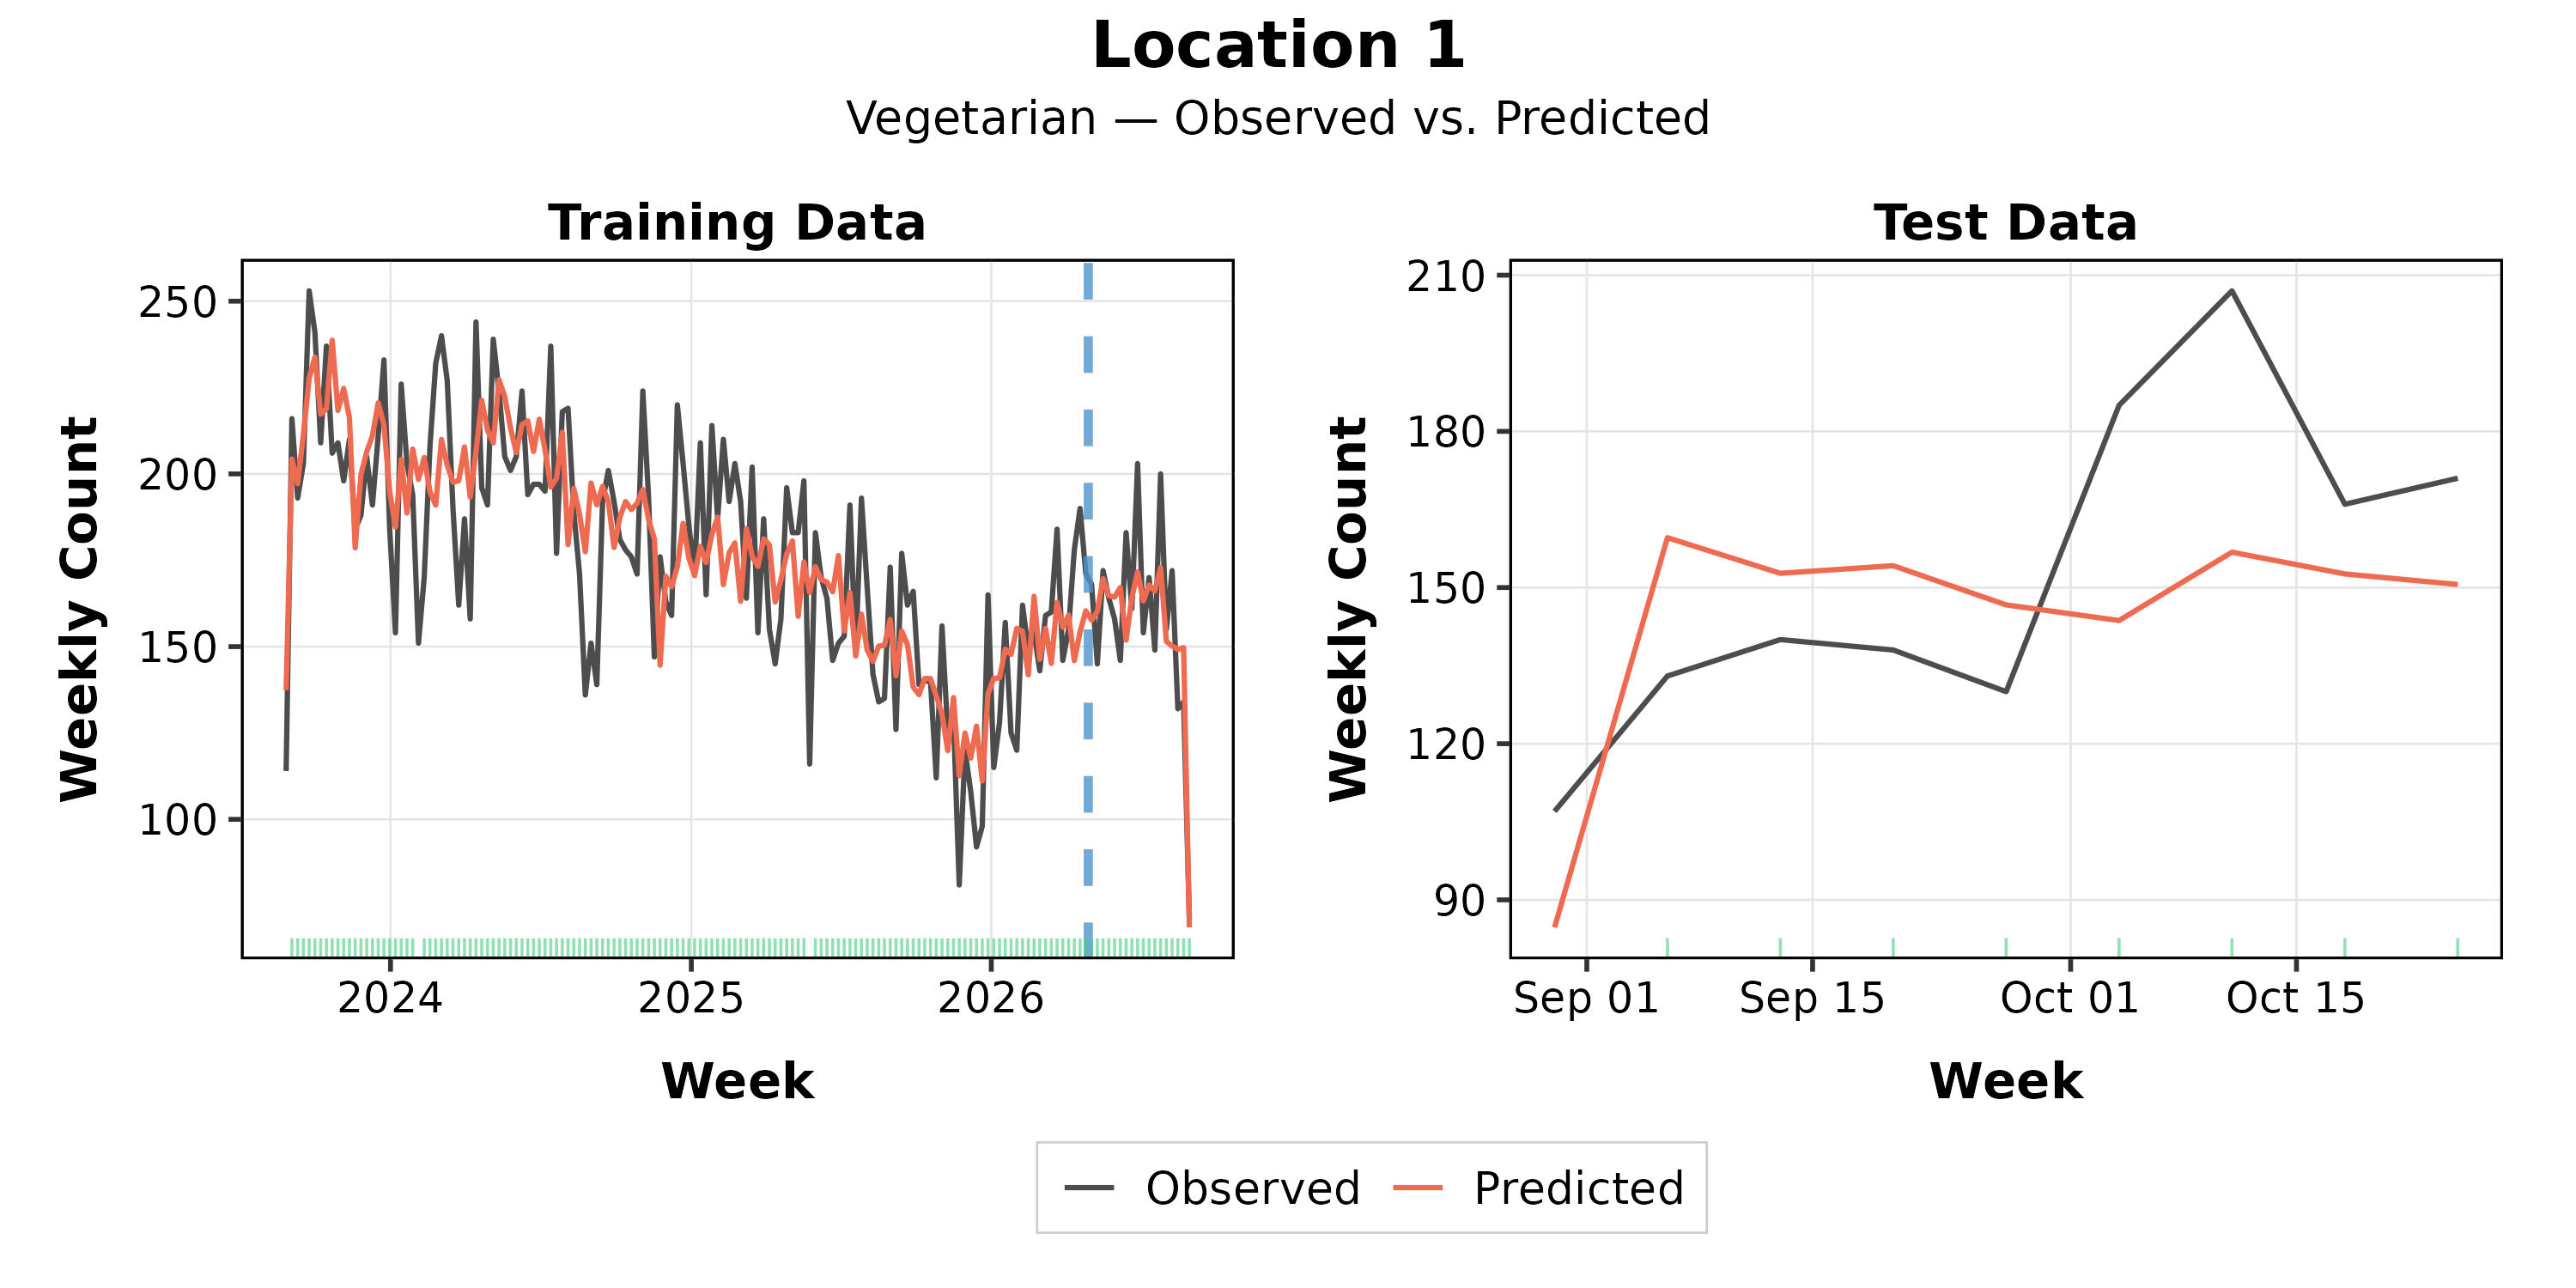 Location 1
Vegetarian — Observed vs. Predicted
Training Data
Weekly Count
250
200
150
100
2024 2025 2026
Week
Test Data
Weekly Count
210
180
150
120
90
Sep 01 Sep 15 Oct 01 Oct 15
Week
Observed Predicted